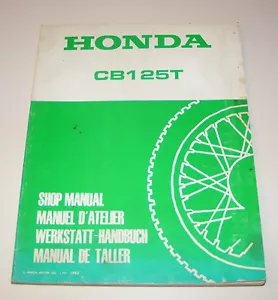 HONDA
CB125T
SHOP MANUAL
MANUEL D'ATELIER
WERKSTATT-HANDBUCH
MANUAL DE TALLER